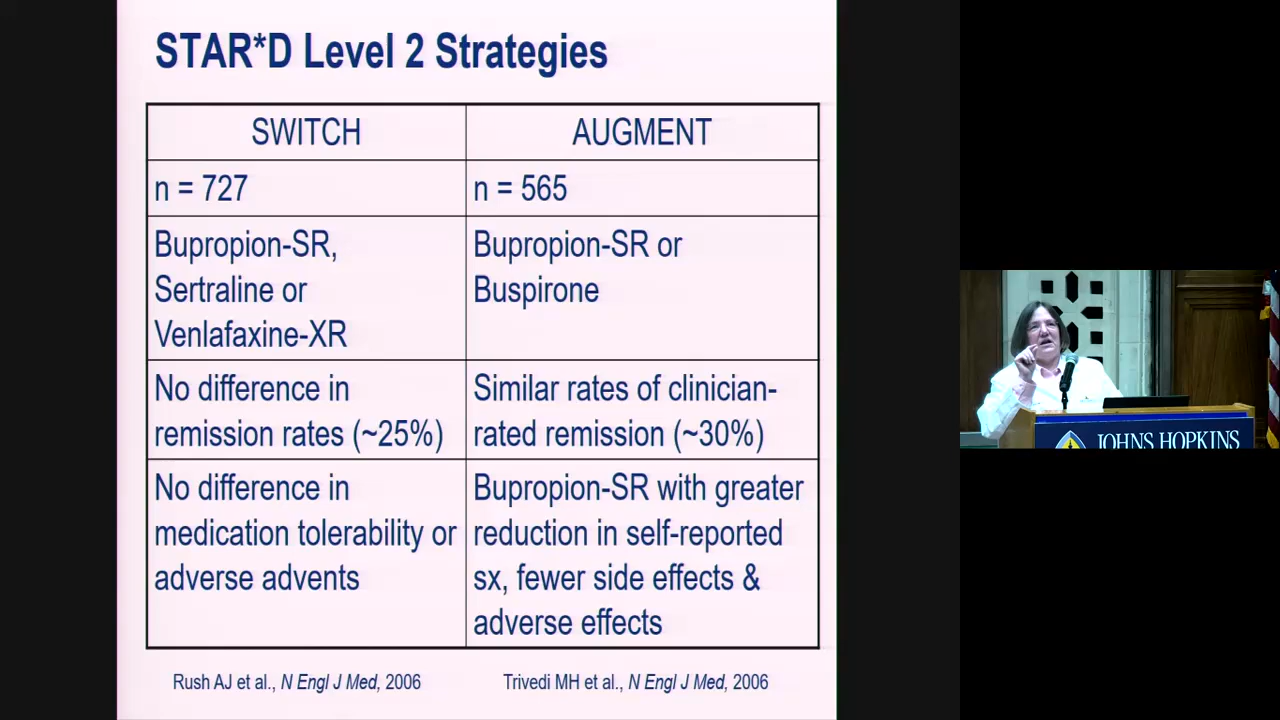 STAR*D Level 2 Strategies
SWITCH
AUGMENT
n = 727
n = 565
Bupropion-SR,
Sertraline or
Venlafaxine-XR
Bupropion-SR or
Buspirone
No difference in
remission rates (~25%)
Similar rates of clinician-
rated remission (~30%)
No difference in
medication tolerability or
adverse advents
Bupropion-SR with greater
reduction in self-reported
sx, fewer side effects &
adverse effects
Rush AJ et al., N Engl J Med, 2006
Trivedi MH et al., N Engl J Med, 2006
JOHNS HOPKINS